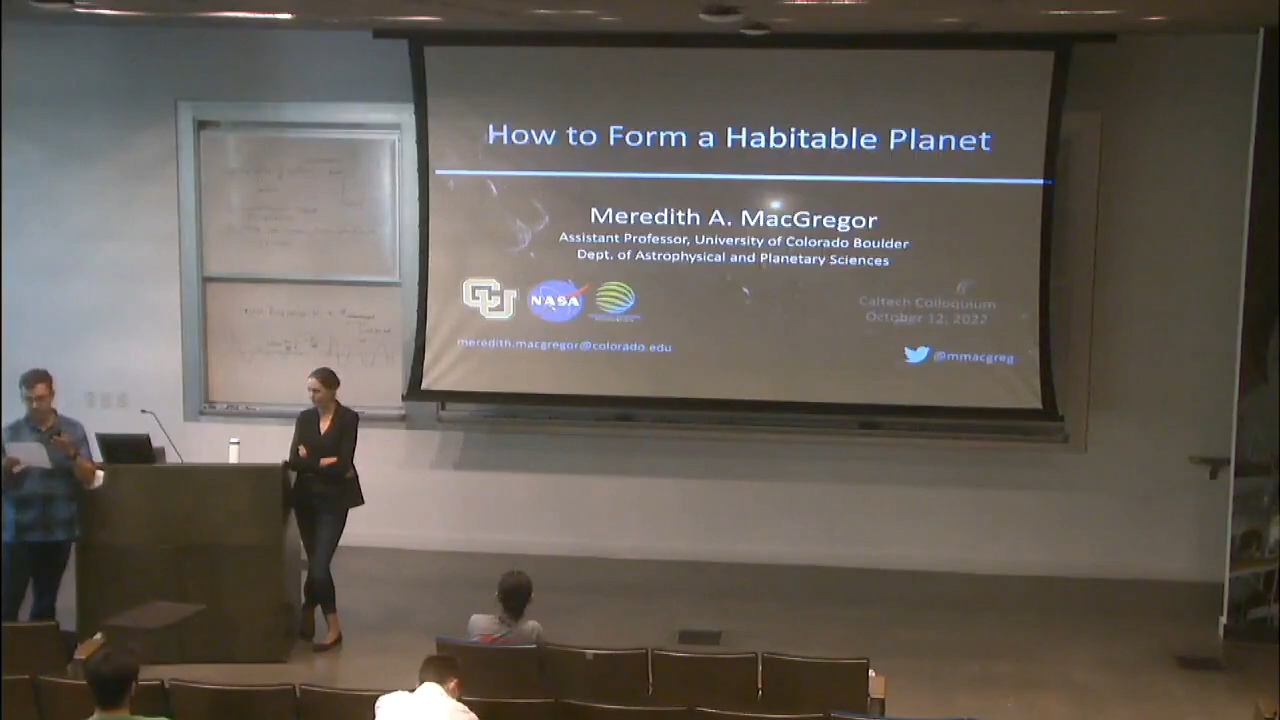 How to Form a Habitable Planet
Meredith A. MacGregor
Assistant Professor, University of Colorado Boulder
Dept. of Astrophysical and Planetary Sciences
CU
NASA
Caltech Colloquium
October 12, 2022
meredith.macgregor@colorado.edu
@mmacgreg